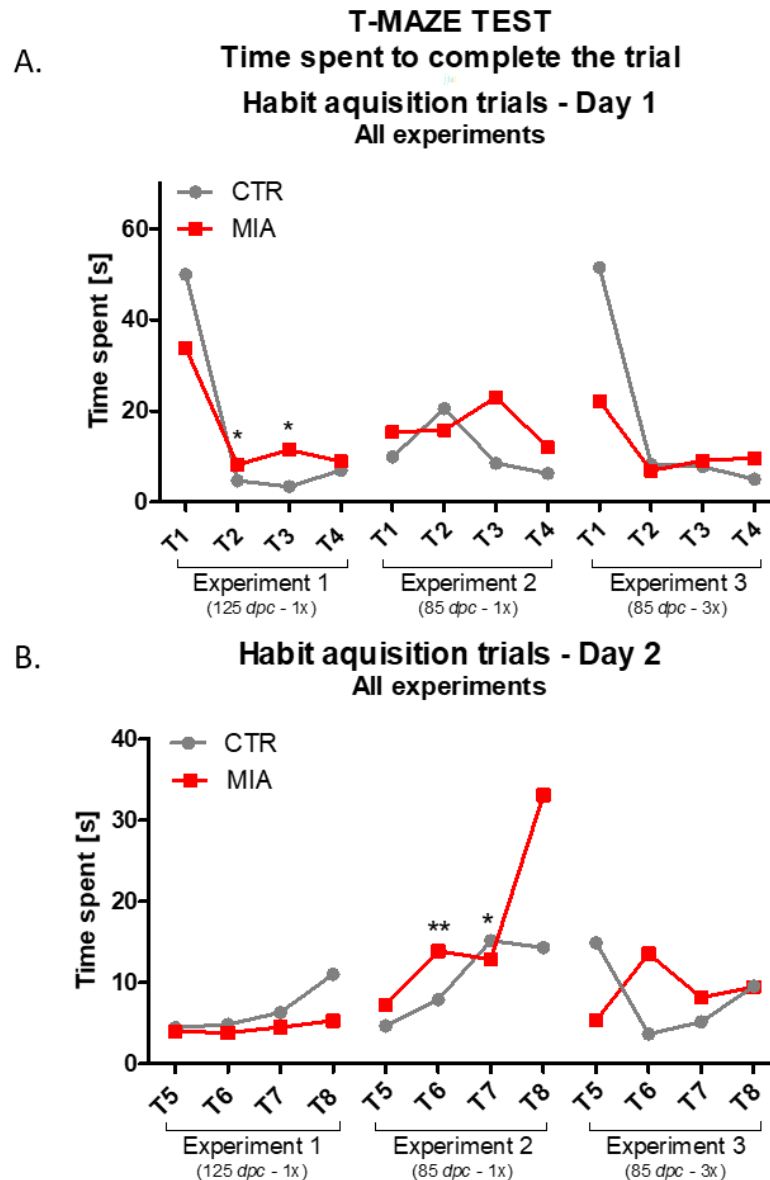 T-MAZE TEST
A.
Time spent to complete the trial
Habit aquisition trials - Day 1
All experiments
CTR
MIA
60
40
20
0
Time spent [s]
*
*
T1 T2 T3 T4 T1 T2 T3 T4 T1 T2 T3 T4
Experiment 1 Experiment 2 Experiment 3
(125 dpc - 1x) (85 dpc - 1x) (85 dpc - 3x)
B.
Habit aquisition trials - Day 2
All experiments
CTR
MIA
40
30
20
10
0
Time spent [s]
**
*
T5 T6 T7 T8 T5 T6 T7 T8 T5 T6 T7 T8
Experiment 1 Experiment 2 Experiment 3
(125 dpc - 1x) (85 dpc - 1x) (85 dpc - 3x)